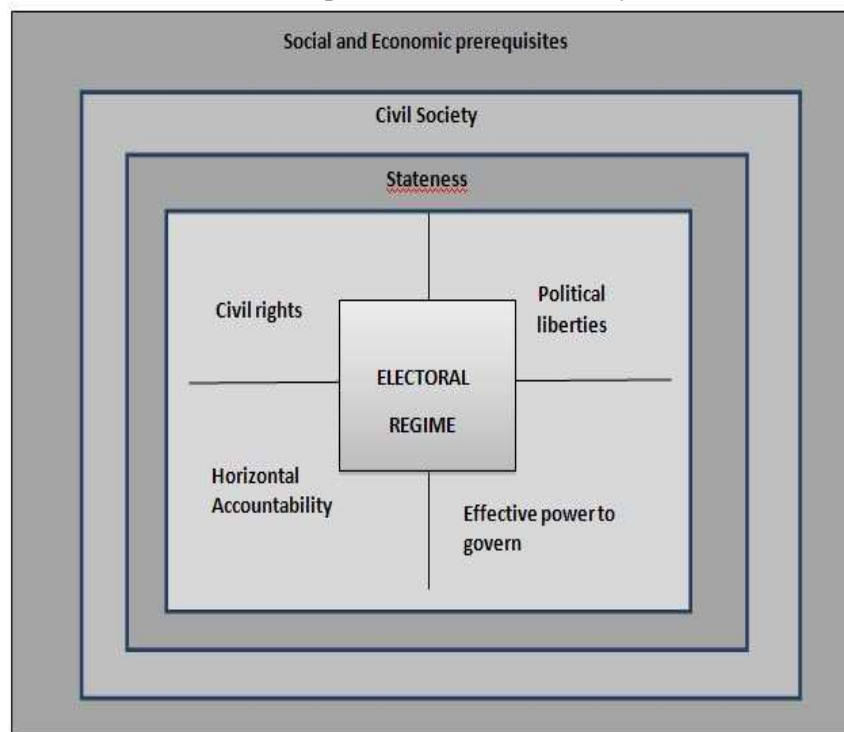 Social and Economic prerequisites
Civil Society
Stateness
Civil rights
Political
liberties
ELECTORAL
REGIME
Horizontal
Accountability
Effective power to
govern